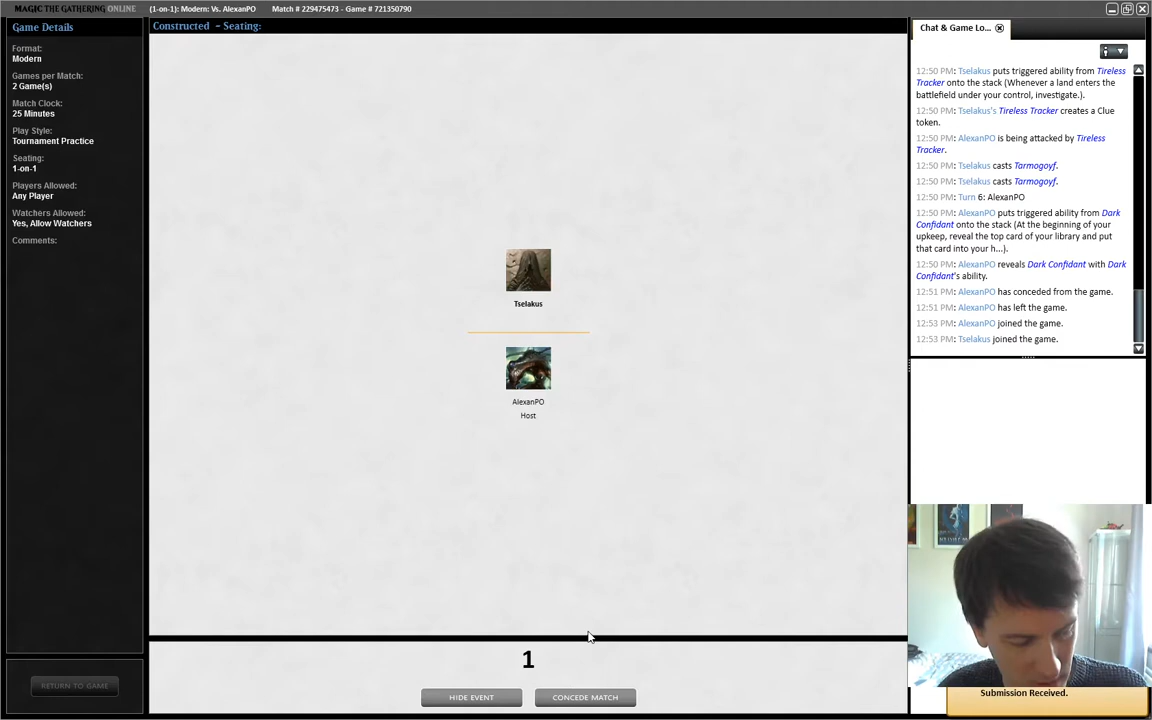 MAGIC THE GATHERING ONLINE
(1-on-1): Modern: Vs. AlexanPO
Match # 229475473 - Game # 721350790
Game Details
Format:
Modern
Games per Match:
2 Game(s)
Match Clock:
25 Minutes
Play Style:
Tournament Practice
Seating:
1-on-1
Players Allowed:
Any Player
Watchers Allowed:
Yes, Allow Watchers
Comments:
RETURN TO GAME
Constructed - Seating:
Tselakus
AlexanPO
Host
1
HIDE EVENT
CONCEDE MATCH
Chat & Game Lo...
12:50 PM: Tselakus puts triggered ability from Tireless
Tracker onto the stack (Whenever a land enters the
battlefield under your control, investigate.).
12:50 PM: Tselakus's Tireless Tracker creates a Clue
token.
12:50 PM: AlexanPO is being attacked by Tireless
Tracker.
12:50 PM: Tselakus casts Tarmogoyf.
12:50 PM: Tselakus casts Tarmogoyf.
12:50 PM: Turn 6: AlexanPO
12:50 PM: AlexanPO puts triggered ability from Dark
Confidant onto the stack (At the beginning of your
upkeep, reveal the top card of your library and put
that card into your h...).
12:50 PM: AlexanPO reveals Dark Confidant with Dark
Confidant's ability.
12:51 PM: AlexanPO has conceded from the game.
12:51 PM: AlexanPO has left the game.
12:53 PM: AlexanPO joined the game.
12:53 PM: Tselakus joined the game.
Submission Received.